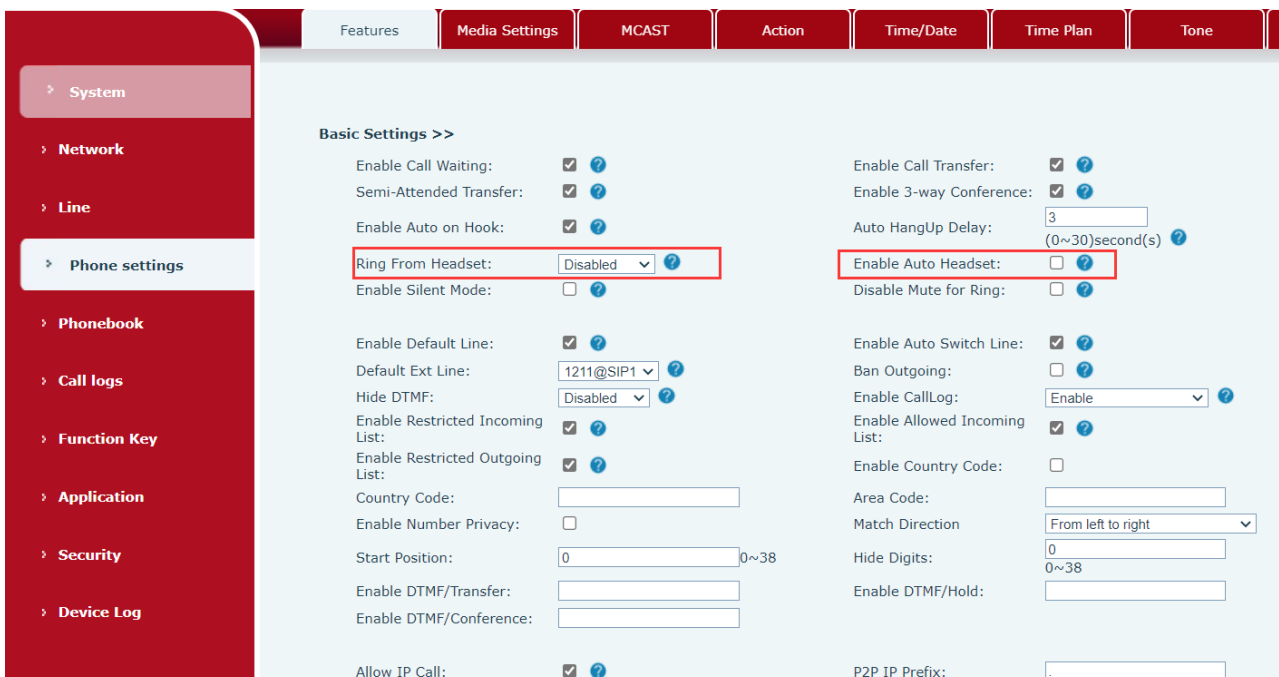 Features Media Settings MCAST Action Time/Date Time Plan Tone
System
Network
Line
Phone settings
Phonebook
Call logs
Function Key
Application
Security
Device Log
Basic Settings >>
Enable Call Waiting: ? Enable Call Transfer: ?
Semi-Attended Transfer: ? Enable 3-way Conference: ?
Enable Auto on Hook: ? Auto HangUp Delay: 3
(0~30)second(s) ?
Ring From Headset: Disabled ? Enable Auto Headset: ?
Enable Silent Mode: ? Disable Mute for Ring: ?
Enable Default Line: ? Enable Auto Switch Line: ?
Default Ext Line: 1211@SIP1 ? Ban Outgoing: ?
Hide DTMF: Disabled ? Enable CallLog: Enable ?
Enable Restricted Incoming
List: ? Enable Allowed Incoming
List: ?
Enable Restricted Outgoing
List: ? Enable Country Code:
Country Code: Area Code:
Enable Number Privacy: Match Direction From left to right
Start Position: 0 0~38 Hide Digits: 0
0~38
Enable DTMF/Transfer: Enable DTMF/Hold:
Enable DTMF/Conference:
Allow IP Call: ? P2P IP Prefix: .